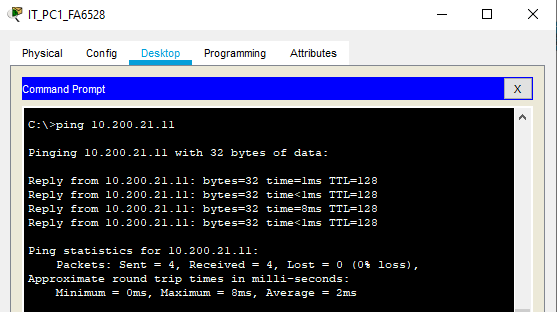 IT_PC1_FA6528
Physical Config Desktop Programming Attributes
Command Prompt X
C:\>ping 10.200.21.11
Pinging 10.200.21.11 with 32 bytes of data:
Reply from 10.200.21.11: bytes=32 time=1ms TTL=128
Reply from 10.200.21.11: bytes=32 time<1ms TTL=128
Reply from 10.200.21.11: bytes=32 time=8ms TTL=128
Reply from 10.200.21.11: bytes=32 time<1ms TTL=128
Ping statistics for 10.200.21.11:
Packets: Sent = 4, Received = 4, Lost = 0 (0% loss),
Approximate round trip times in milli-seconds:
Minimum = 0ms, Maximum = 8ms, Average = 2ms